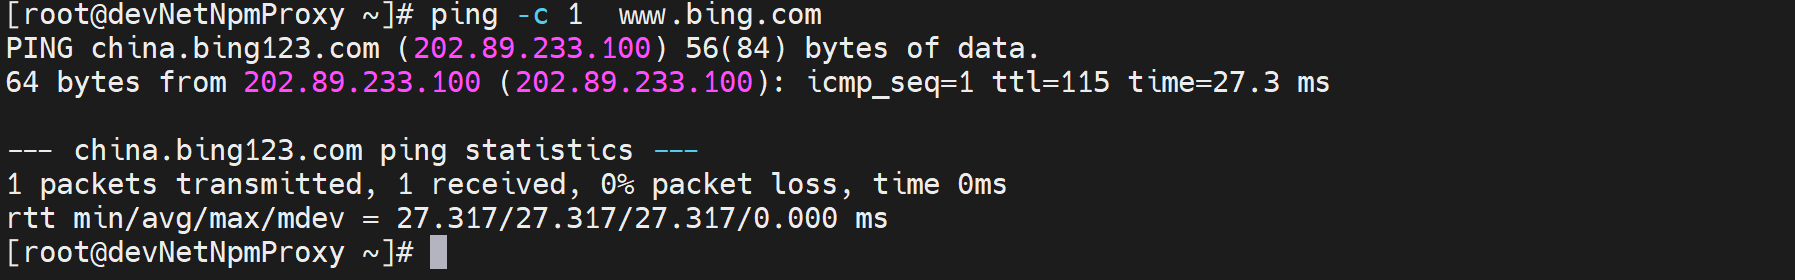 [root@devNetNpmProxy ~]# ping -c 1  www.bing.com
PING china.bing123.com (202.89.233.100) 56(84) bytes of data.
64 bytes from 202.89.233.100 (202.89.233.100): icmp_seq=1 ttl=115 time=27.3 ms
--- china.bing123.com ping statistics ---
1 packets transmitted, 1 received, 0% packet loss, time 0ms
rtt min/avg/max/mdev = 27.317/27.317/27.317/0.000 ms
[root@devNetNpmProxy ~]#